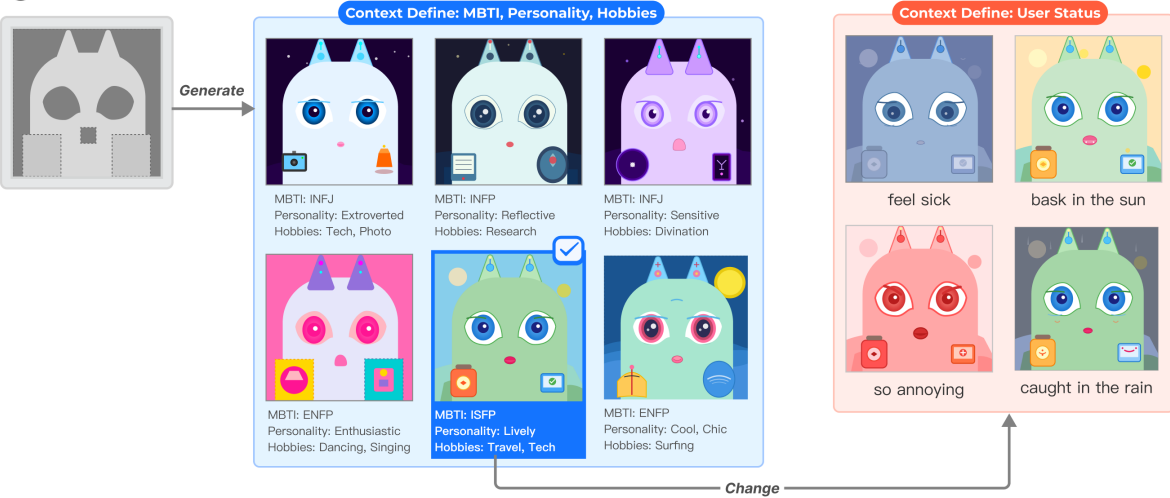 Context Define: MBTI, Personality, Hobbies
Context Define: User Status
Generate
MBTI: INFJ
Personality: Extroverted
Hobbies: Tech, Photo
MBTI: INFP
Personality: Reflective
Hobbies: Research
MBTI: INFJ
Personality: Sensitive
Hobbies: Divination
MBTI: ENFP
Personality: Enthusiastic
Hobbies: Dancing, Singing
MBTI: ISFP
Personality: Lively
Hobbies: Travel, Tech
MBTI: ENFP
Personality: Cool, Chic
Hobbies: Surfing
feel sick
bask in the sun
so annoying
caught in the rain
Change